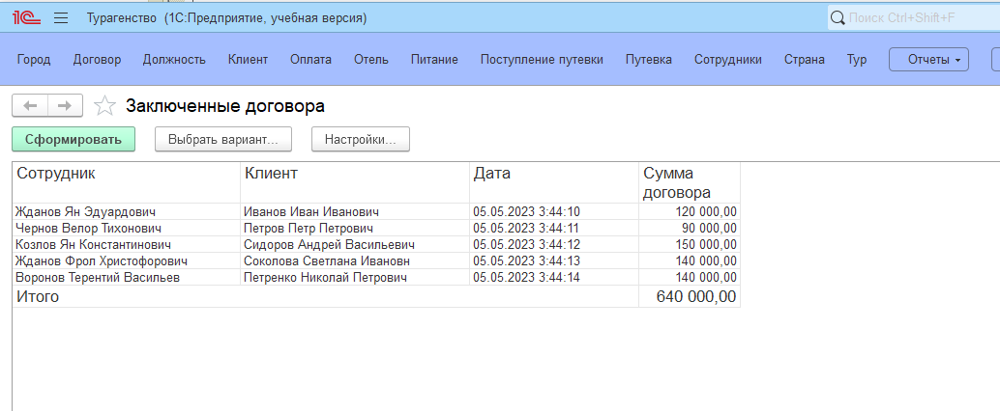 1С Турагенство (1С:Предприятие, учебная версия) Поиск Ctrl+Shift+F
Город Договор Должность Клиент Оплата Отель Питание Поступление путевки Путевка Сотрудники Страна Тур Отчеты
Заключенные договора
Сформировать Выбрать вариант... Настройки...
Сотрудник Клиент Дата Сумма
договора
Жданов Ян Эдуардович Иванов Иван Иванович 05.05.2023 3:44:10 120 000,00
Чернов Велор Тихонович Петров Петр Петрович 05.05.2023 3:44:11 90 000,00
Козлов Ян Константинович Сидоров Андрей Васильевич 05.05.2023 3:44:12 150 000,00
Жданов Фрол Христофорович Соколова Светлана Ивановн 05.05.2023 3:44:13 140 000,00
Воронов Терентий Васильев Петренко Николай Петрович 05.05.2023 3:44:14 140 000,00
Итого 640 000,00